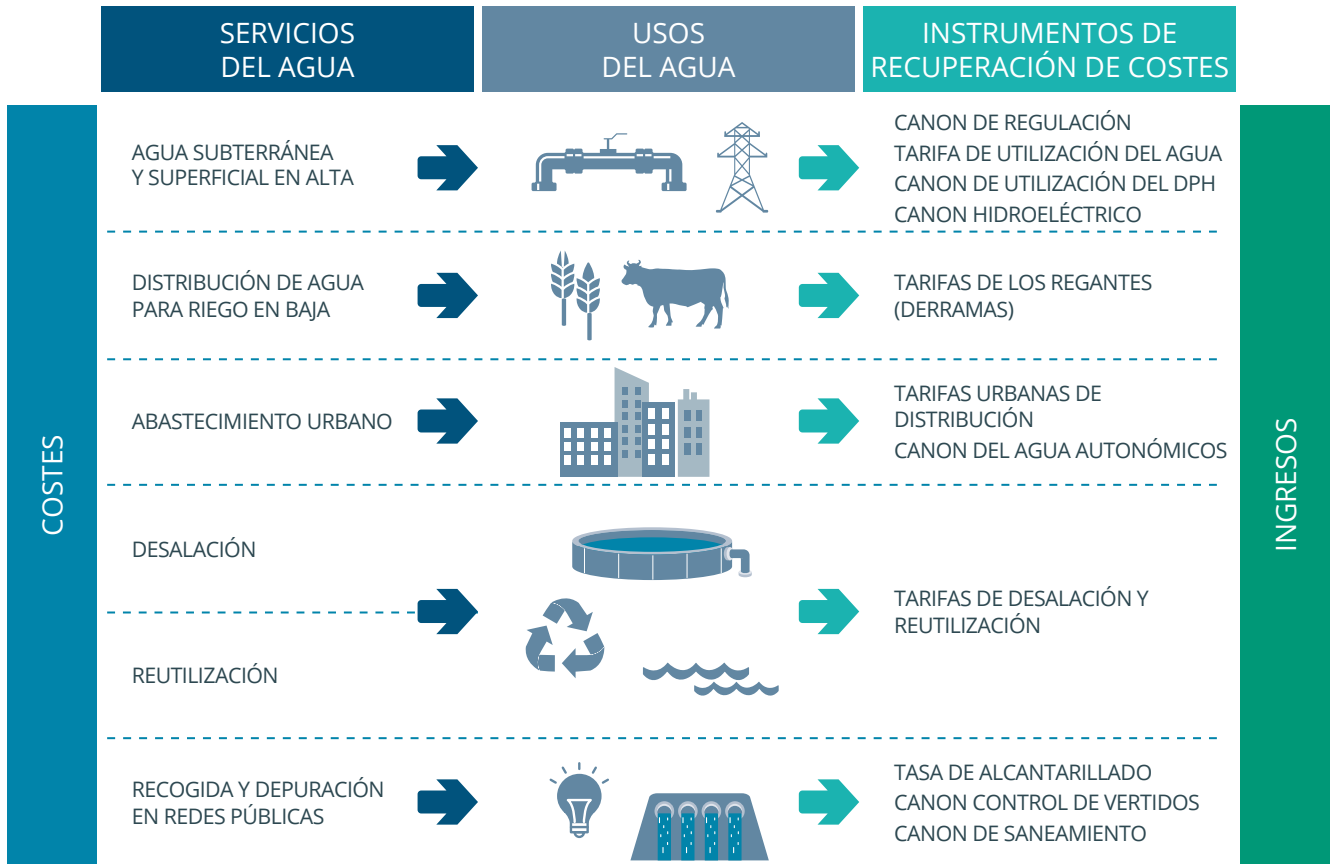 SERVICIOS
DEL AGUA
USOS
DEL AGUA
INSTRUMENTOS DE
RECUPERACIÓN DE COSTES
COSTES
AGUA SUBTERRÁNEA
Y SUPERFICIAL EN ALTA
CANON DE REGULACIÓN
TARIFA DE UTILIZACIÓN DEL AGUA
CANON DE UTILIZACIÓN DEL DPH
CANON HIDROELÉCTRICO
DISTRIBUCIÓN DE AGUA
PARA RIEGO EN BAJA
TARIFAS DE LOS REGANTES
(DERRAMAS)
ABASTECIMIENTO URBANO
TARIFAS URBANAS DE
DISTRIBUCIÓN
CANON DEL AGUA AUTONÓMICOS
DESALACIÓN
REUTILIZACIÓN
TARIFAS DE DESALACIÓN Y
REUTILIZACIÓN
RECOGIDA Y DEPURACIÓN
EN REDES PÚBLICAS
TASA DE ALCANTARILLADO
CANON CONTROL DE VERTIDOS
CANON DE SANEAMIENTO
INGRESOS